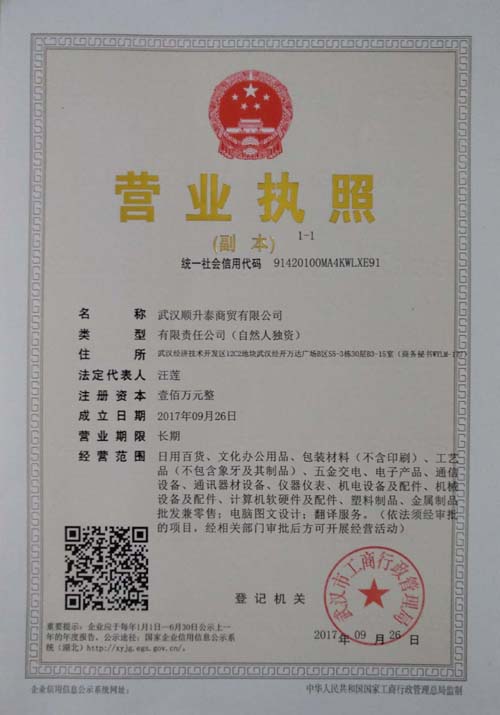 营业执照
(副 本) 1-1
统一社会信用代码 91420100MA4KWLXE91
名 称 武汉顺升泰商贸有限公司
类 型 有限责任公司（自然人独资）
住 所 武汉经济技术开发区12C2地块武汉经开万达广场B区S5-3栋30层B3-15室（商务秘书WYLM-177）
法定代表人 汪莲
注册资本 壹佰万元整
成立日期 2017年09月26日
营业期限 长期
经营范围 日用百货、文化办公用品、包装材料（不含印刷）、工艺
品（不包含象牙及其制品）、五金交电、电子产品、通信
设备、通讯器材设备、仪器仪表、机电设备及配件、机械
设备及配件、计算机软硬件及配件、塑料制品、金属制品
批发兼零售；电脑图文设计；翻译服务。（依法须经审批
的项目，经相关部门审批后方可开展经营活动）
登记机关
武汉市工商行政管理局
2017年 09月 26日
重要提示：企业应于每年1月1日—6月30日公示上一
年的年度报告。公示途径：国家企业信用信息公示系
统（湖北）http://xyjg.egs.gov.cn/。
企业信用信息公示系统网址：
中华人民共和国国家工商行政管理总局监制